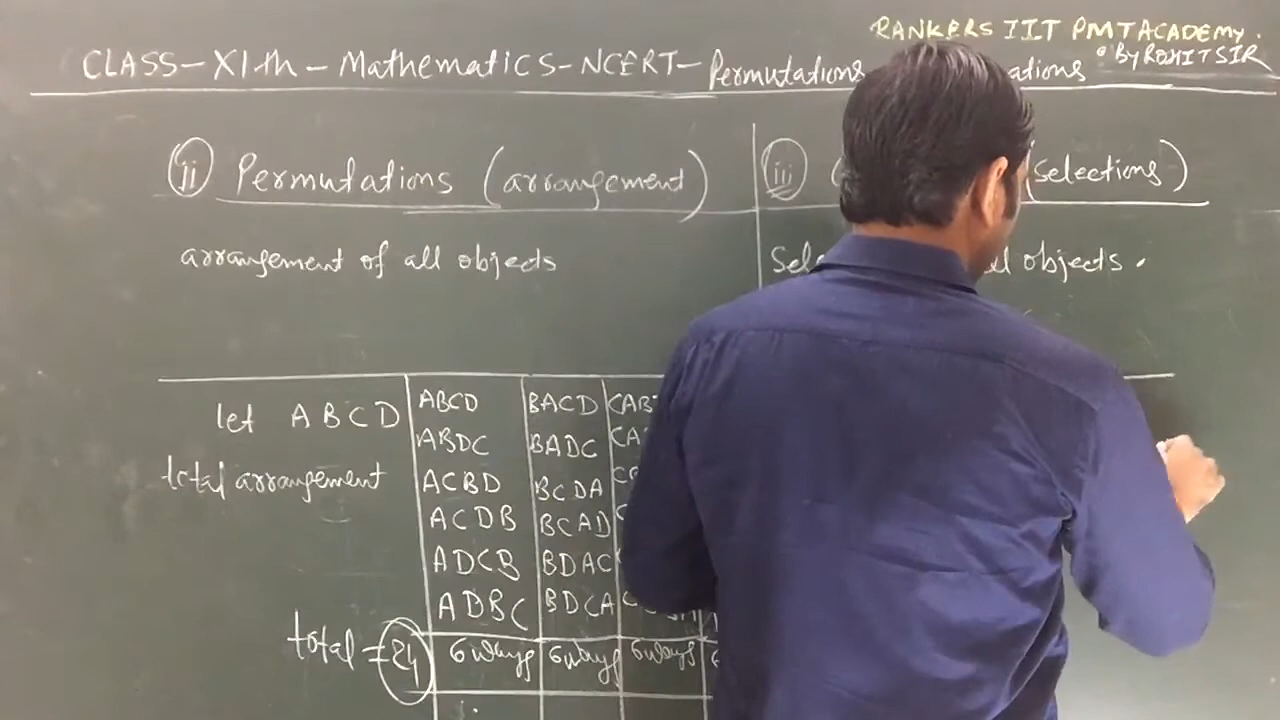 RANKERS IIT PMT ACADEMY.
By ROHIT SIR
CLASS-XIth-Mathematics-NCERT-Permutations ations
ii Permutations (arrangement)
iii (selections)
arrangement of all objects
Sel objects.
let A B C D
total arrangement
ABCD BACD CAB
ABDC BADC CA
ACBD BCDA
ACDB BCAD
ADCB BDAC
ADBC BDCA
total = 24 6 ways 6 ways 6 ways